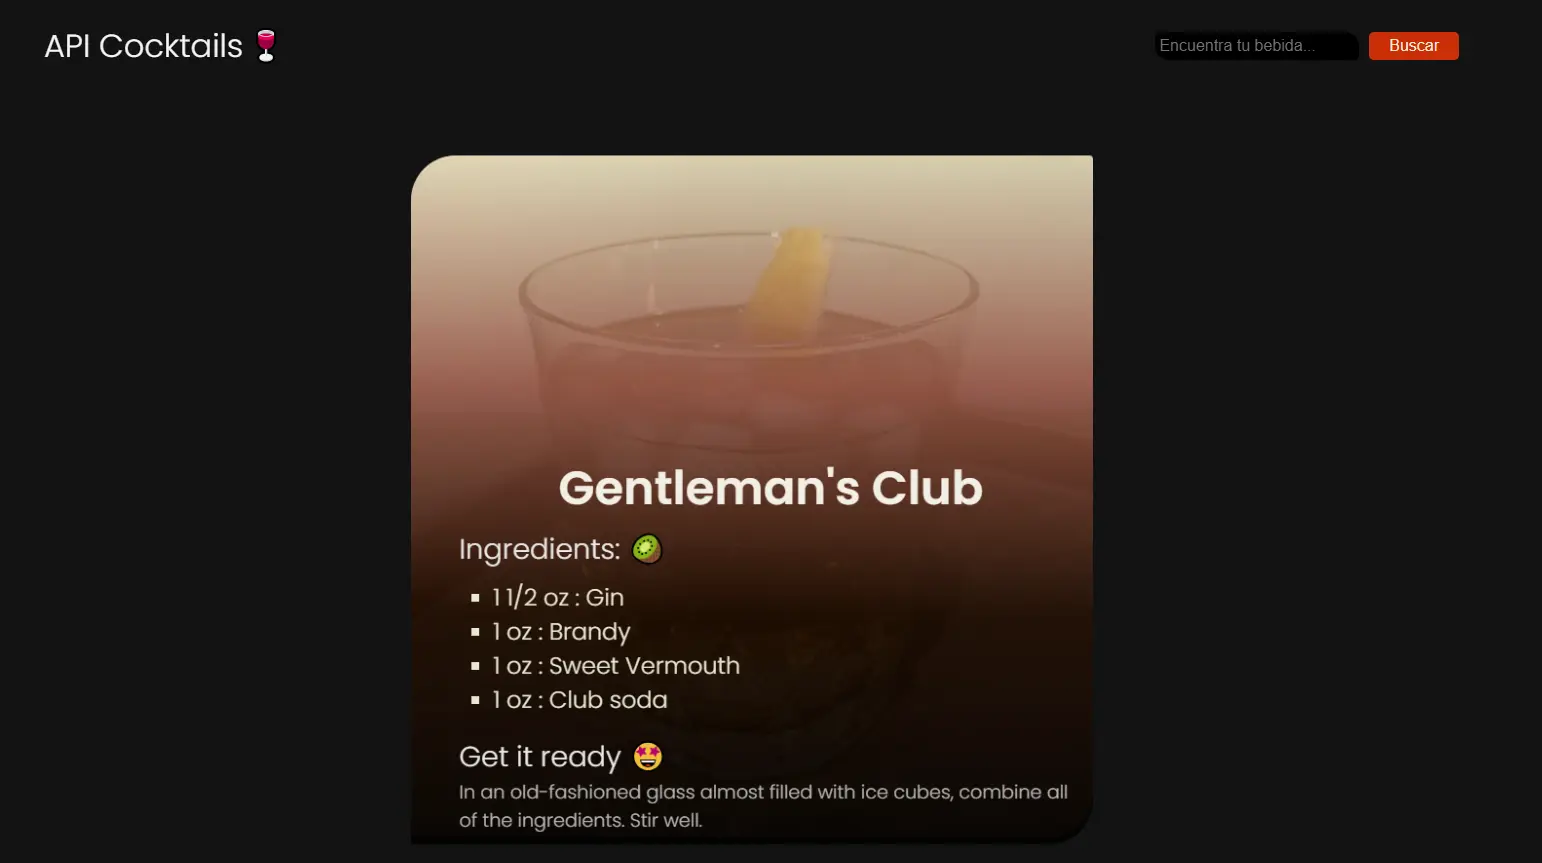 API Cocktails 🍷
Encuentra tu bebida...
Buscar
Gentleman's Club
Ingredients: 🥝
1 1/2 oz : Gin
1 oz : Brandy
1 oz : Sweet Vermouth
1 oz : Club soda
Get it ready 🤩
In an old-fashioned glass almost filled with ice cubes, combine all
of the ingredients. Stir well.